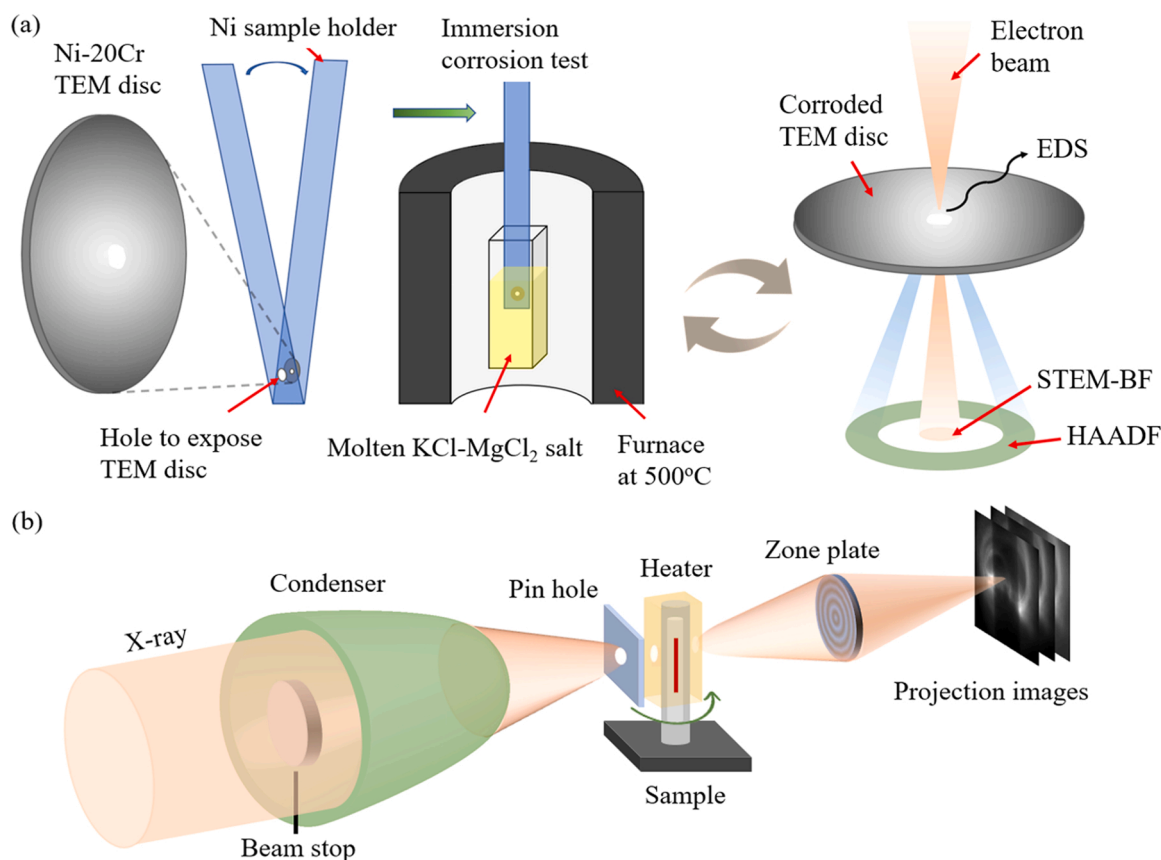 (a)
Ni-20Cr
TEM disc
Ni sample holder
Immersion
corrosion test
Electron
beam
Corroded
TEM disc
EDS
Hole to expose
TEM disc
Molten KCl-MgCl₂ salt
Furnace
at 500°C
STEM-BF
HAADF
(b)
X-ray
Condenser
Beam stop
Pin hole
Heater
Sample
Zone plate
Projection images